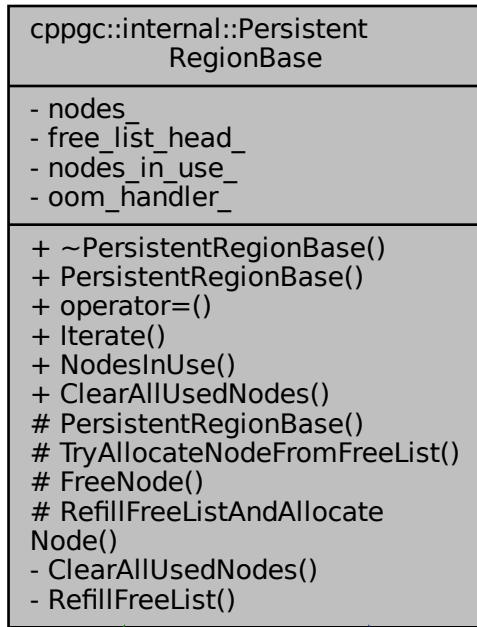 cppgc::internal::Persistent
RegionBase
- nodes_
- free_list_head_
- nodes_in_use_
- oom_handler_
+ ~PersistentRegionBase()
+ PersistentRegionBase()
+ operator=()
+ Iterate()
+ NodesInUse()
+ ClearAllUsedNodes()
# PersistentRegionBase()
# TryAllocateNodeFromFreeList()
# FreeNode()
# RefillFreeListAndAllocate
Node()
- ClearAllUsedNodes()
- RefillFreeList()